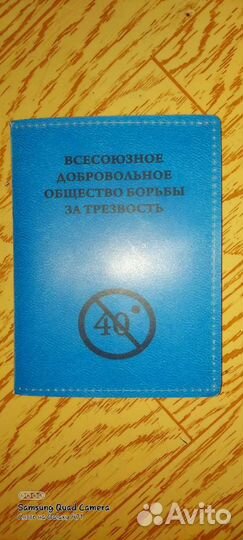 ВСЕСОЮЗНОЕ
ДОБРОВОЛЬНОЕ
ОБЩЕСТВО БОРЬБЫ
ЗА ТРЕЗВОСТЬ
40°
Samsung Quad Camera
Avito